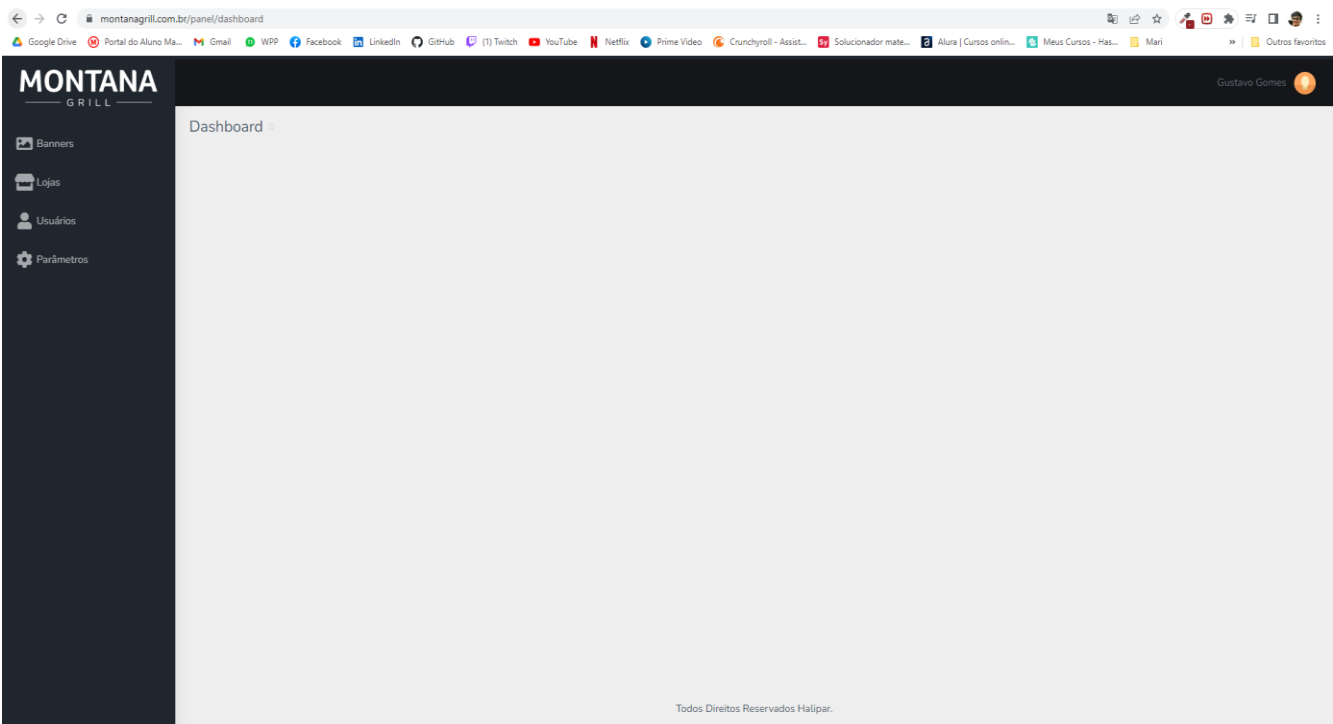 montanagrill.com.br/panel/dashboard
Google Drive Portal do Aluno Ma... Gmail WPP Facebook LinkedIn GitHub (1) Twitch YouTube Netflix Prime Video Crunchyroll - Assist... Solucionador mate... Alura | Cursos onlin... Meus Cursos - Has... Mari » Outros favoritos
MONTANA
GRILL
Gustavo Gomes
Dashboard
Banners
Lojas
Usuários
Parâmetros
Todos Direitos Reservados Halipar.